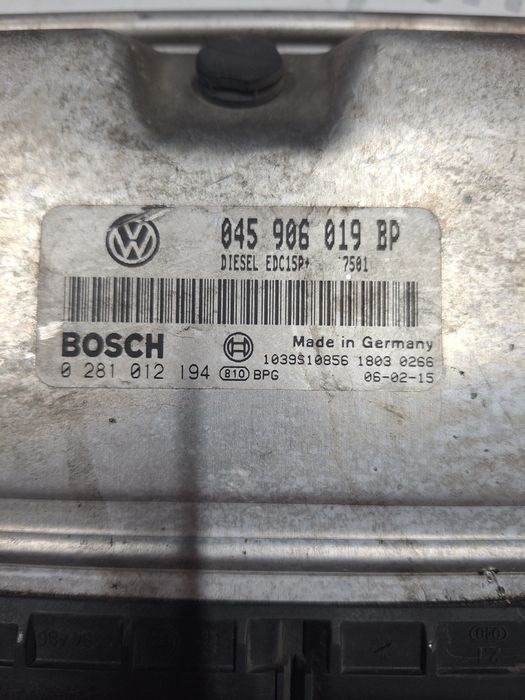 045 906 019 BP
DIESEL EDC15P+ 7501
BOSCH
Made in Germany
1039S10856 1803 0266
0 281 012 194 810 BPG
06-02-15